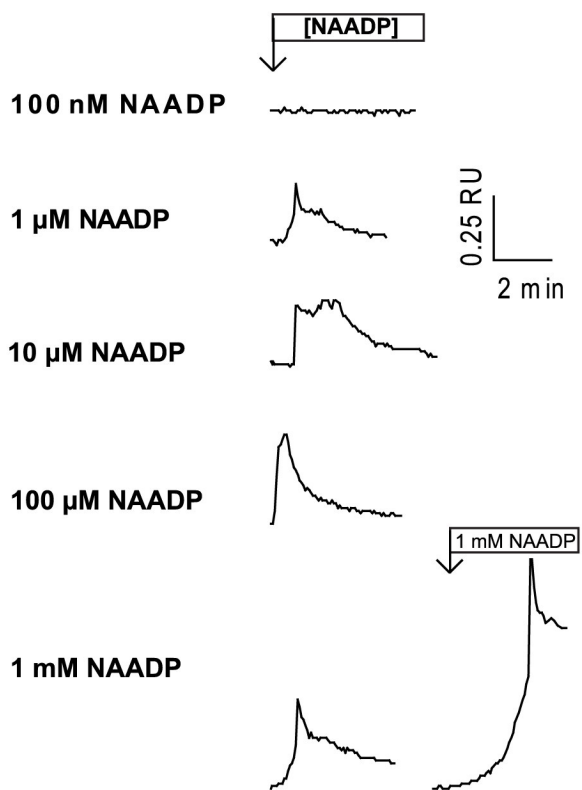 [NAADP]
100 nM NAADP
1 µM NAADP
0.25 RU
2 min
10 µM NAADP
100 µM NAADP
1 mM NAADP
1 mM NAADP